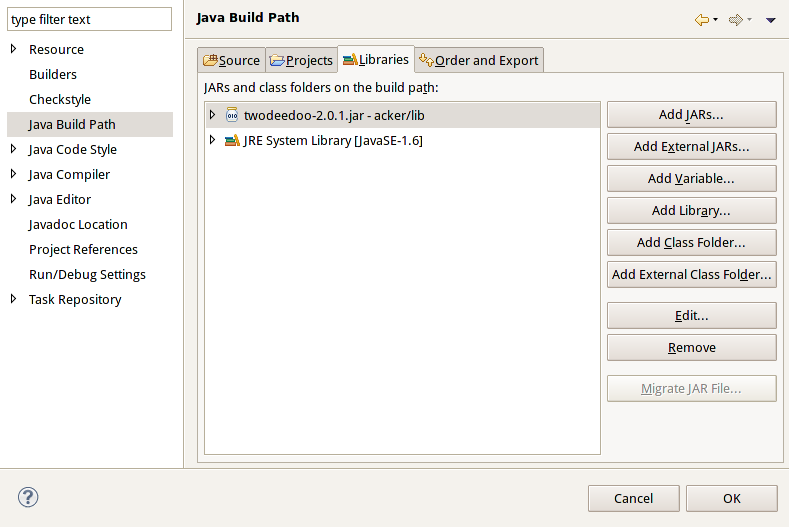 type filter text
Resource
Builders
Checkstyle
Java Build Path
Java Code Style
Java Compiler
Java Editor
Javadoc Location
Project References
Run/Debug Settings
Task Repository
Java Build Path
Source Projects Libraries Order and Export
JARs and class folders on the build path:
twodeedoo-2.0.1.jar - acker/lib
JRE System Library [JavaSE-1.6]
Add JARs...
Add External JARs...
Add Variable...
Add Library...
Add Class Folder...
Add External Class Folder...
Edit...
Remove
Migrate JAR File...
?
Cancel OK